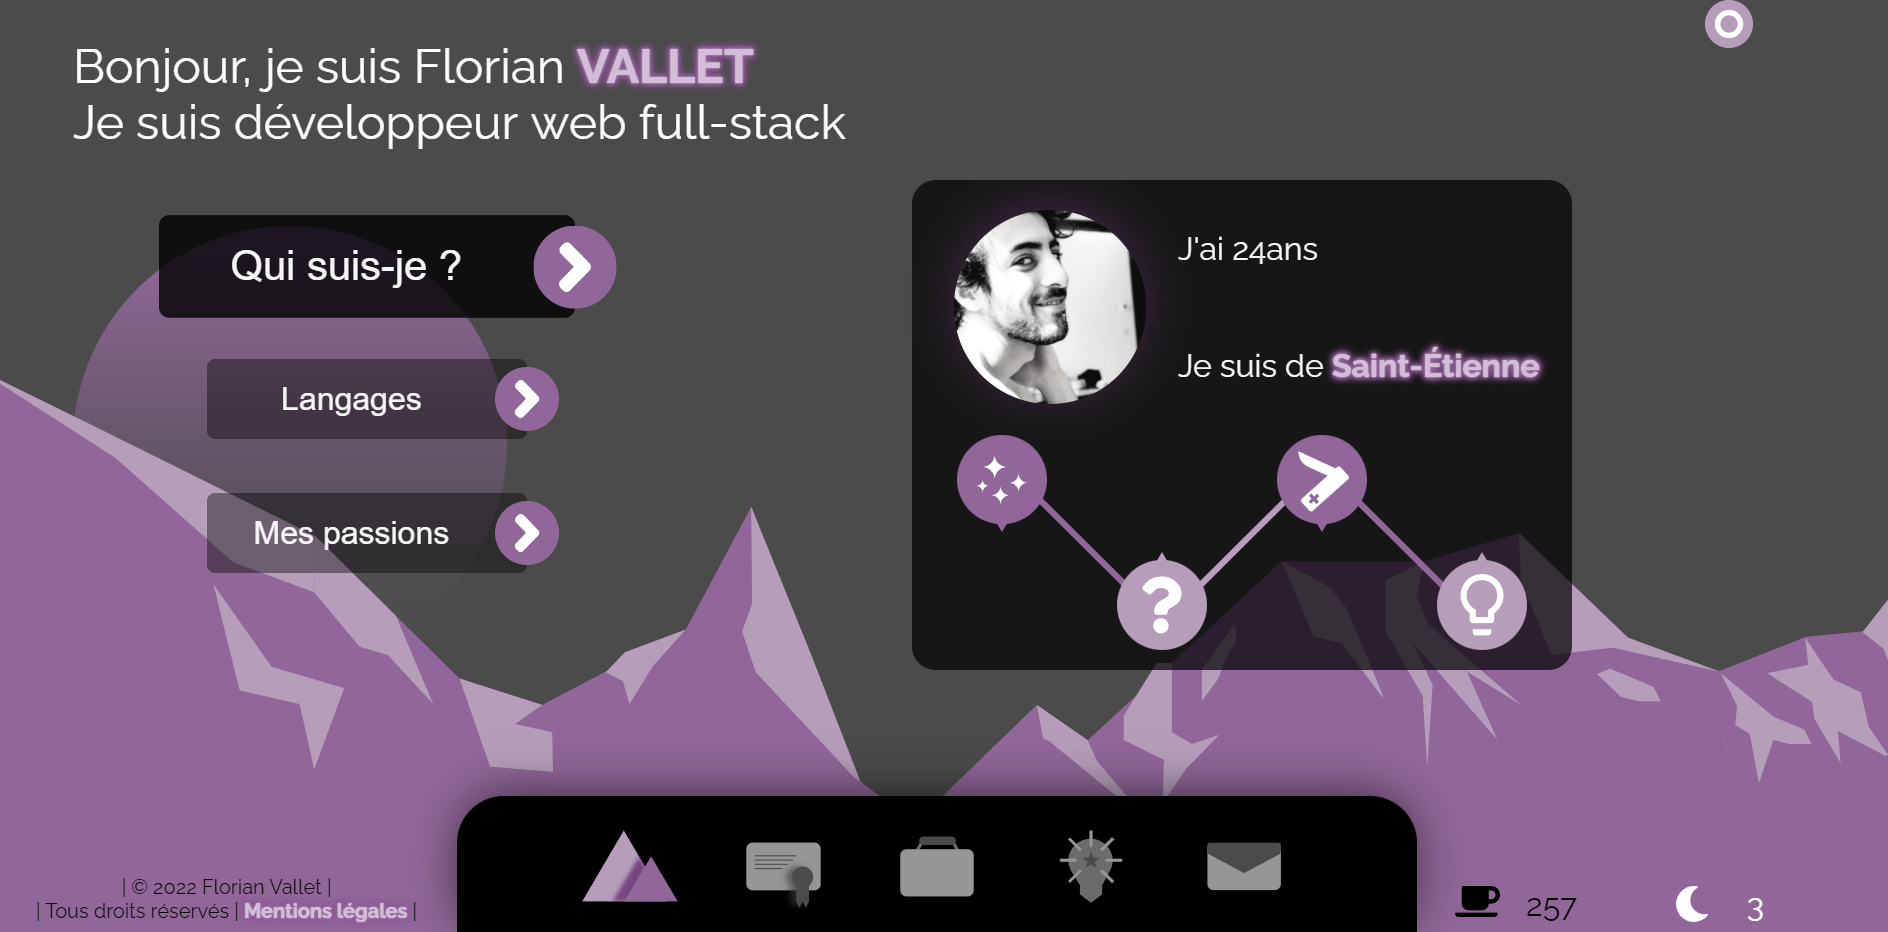 Bonjour, je suis Florian VALLET
Je suis développeur web full-stack
Qui suis-je ?
Langages
Mes passions
J'ai 24ans
Je suis de Saint-Étienne
| © 2022 Florian Vallet |
| Tous droits réservés | Mentions légales |
257
3